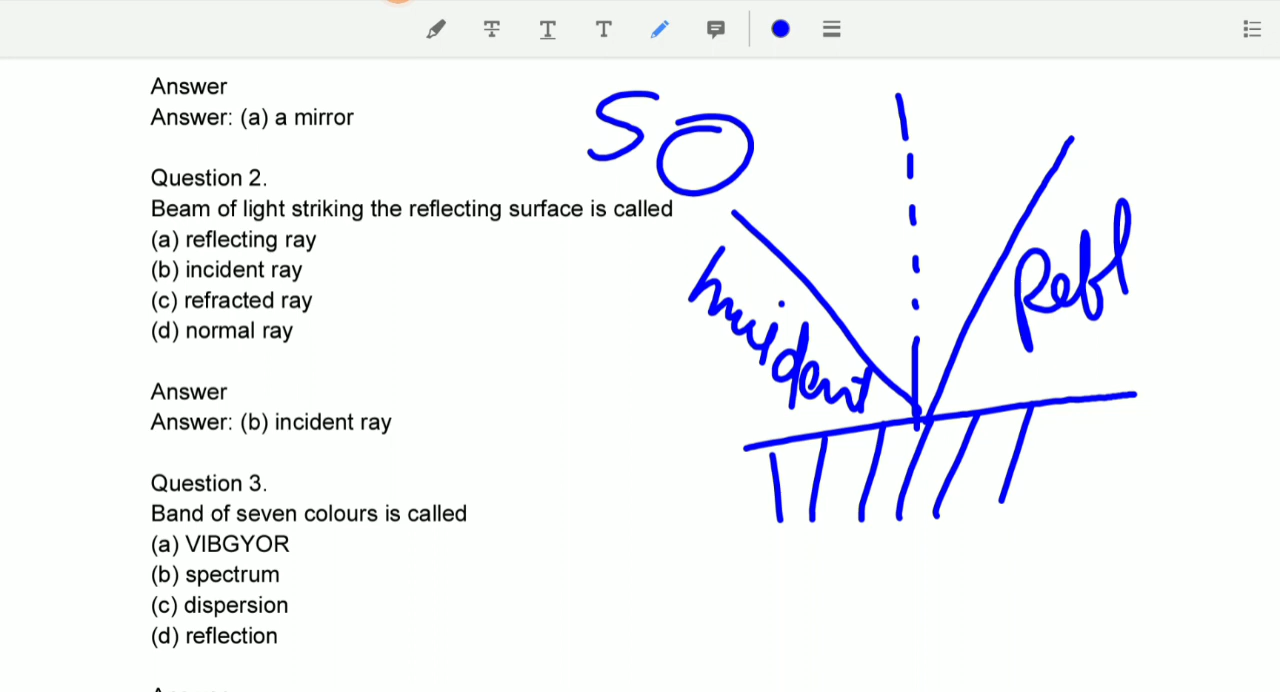 Answer
Answer: (a) a mirror
Question 2.
Beam of light striking the reflecting surface is called
(a) reflecting ray
(b) incident ray
(c) refracted ray
(d) normal ray
Answer
Answer: (b) incident ray
Question 3.
Band of seven colours is called
(a) VIBGYOR
(b) spectrum
(c) dispersion
(d) reflection
S
Incident
Refl